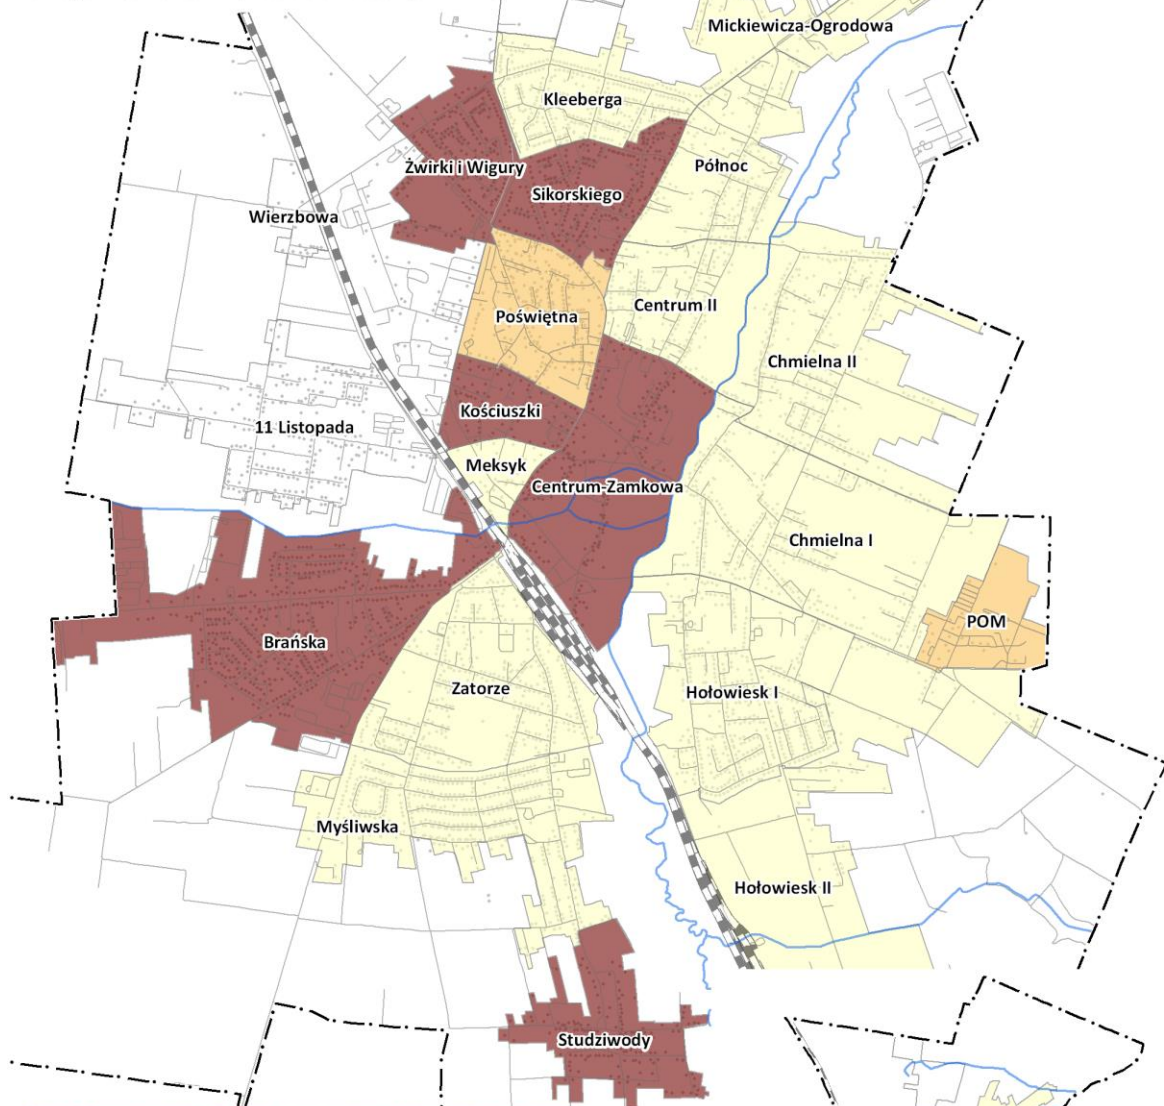 Mickiewicza-Ogrodowa
Kleeberga
Żwirki i Wigury
Północ
Sikorskiego
Wierzbowa
Centrum II
Poświętna
Chmielna II
Kościuszki
11 Listopada
Meksyk
Centrum-Zamkowa
Chmielna I
POM
Brańska
Zatorze
Hołowiesk I
Myśliwska
Hołowiesk II
Studziwody